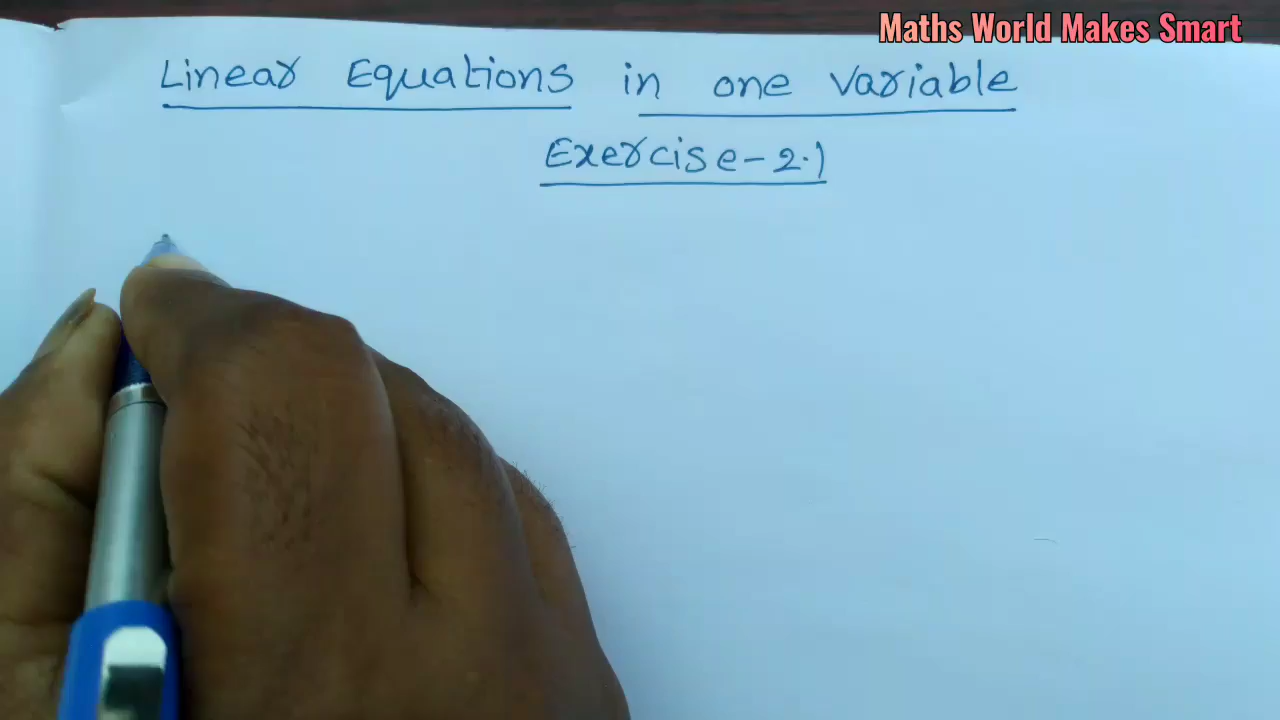 Maths World Makes Smart
Linear Equations in one variable
Exercise-2.1